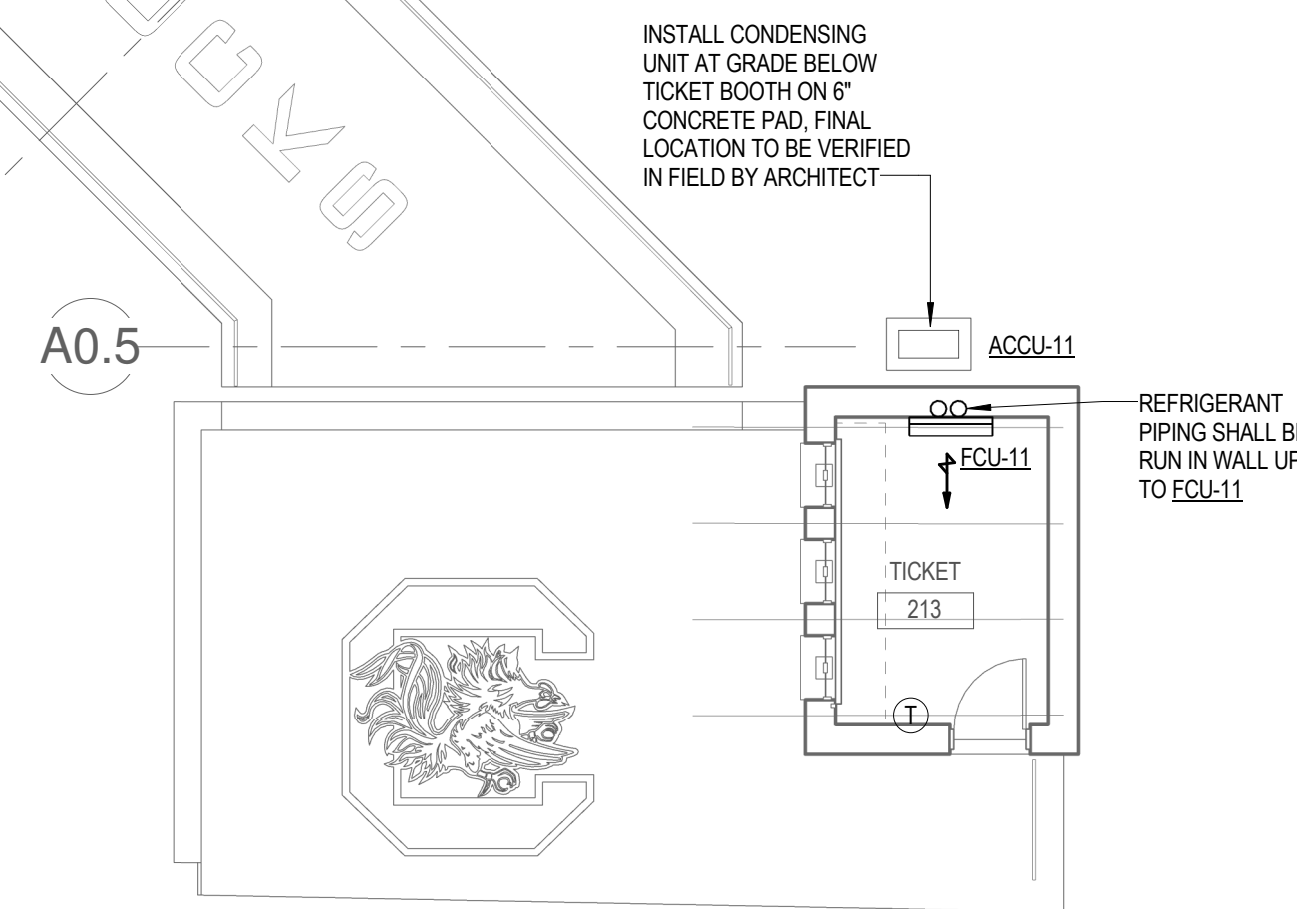 INSTALL CONDENSING
UNIT AT GRADE BELOW
TICKET BOOTH ON 6"
CONCRETE PAD, FINAL
LOCATION TO BE VERIFIED
IN FIELD BY ARCHITECT
CKS
A0.5
ACCU-11
REFRIGERANT
PIPING SHALL
RUN IN WALL
TO FCU-11
FCU-11
TICKET
213
T